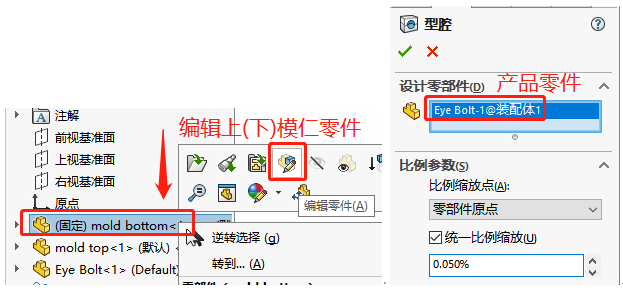 注解
前视基准面
上视基准面
右视基准面
原点
(固定) mold bottom<
mold top<1> (默认) <
Eye Bolt<1> (Default)
编辑上(下)模仁零件
编辑零件(A)
逆转选择 (g)
转到... (A)
型腔
设计零部件(D)
产品零件
Eye Bolt-1@装配体1
比例参数(S)
比例缩放点(A):
零部件原点
统一比例缩放(U)
0.050%